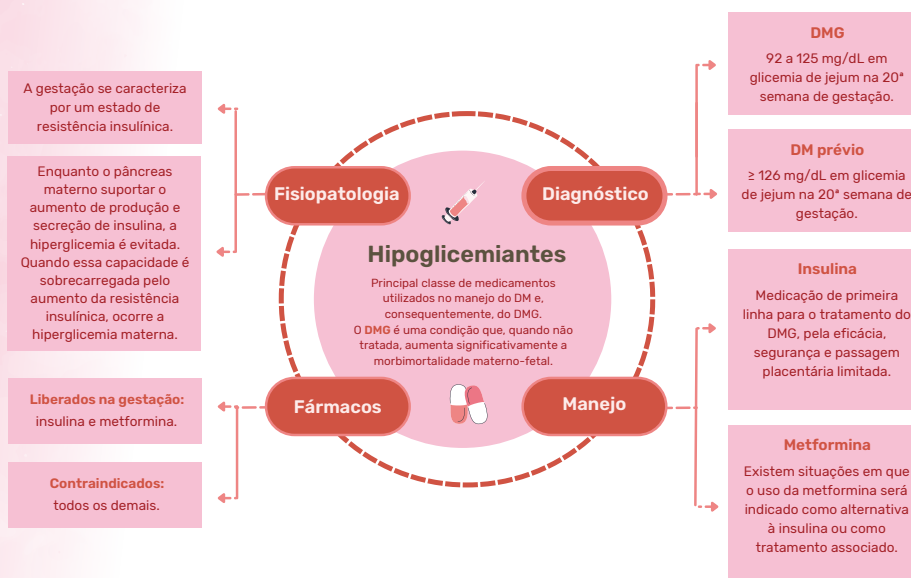 A gestação se caracteriza
por um estado de
resistência insulínica.
Enquanto o pâncreas
materno suportar o
aumento de produção e
secreção de insulina, a
hiperglicemia é evitada.
Quando essa capacidade é
sobrecarregada pelo
aumento da resistência
insulínica, ocorre a
hiperglicemia materna.
Liberados na gestação:
insulina e metformina.
Contraindicados:
todos os demais.
Fisiopatologia
Diagnóstico
Hipoglicemiantes
Principal classe de medicamentos
utilizados no manejo do DM e,
consequentemente, do DMG.
O DMG é uma condição que, quando não
tratada, aumenta significativamente a
morbimortalidade materno-fetal.
Fármacos
Manejo
DMG
92 a 125 mg/dL em
glicemia de jejum na 20ª
semana de gestação.
DM prévio
≥ 126 mg/dL em glicemia
de jejum na 20ª semana de
gestação.
Insulina
Medicação de primeira
linha para o tratamento do
DMG, pela eficácia,
segurança e passagem
placentária limitada.
Metformina
Existem situações em que
o uso da metformina será
indicado como alternativa
à insulina ou como
tratamento associado.